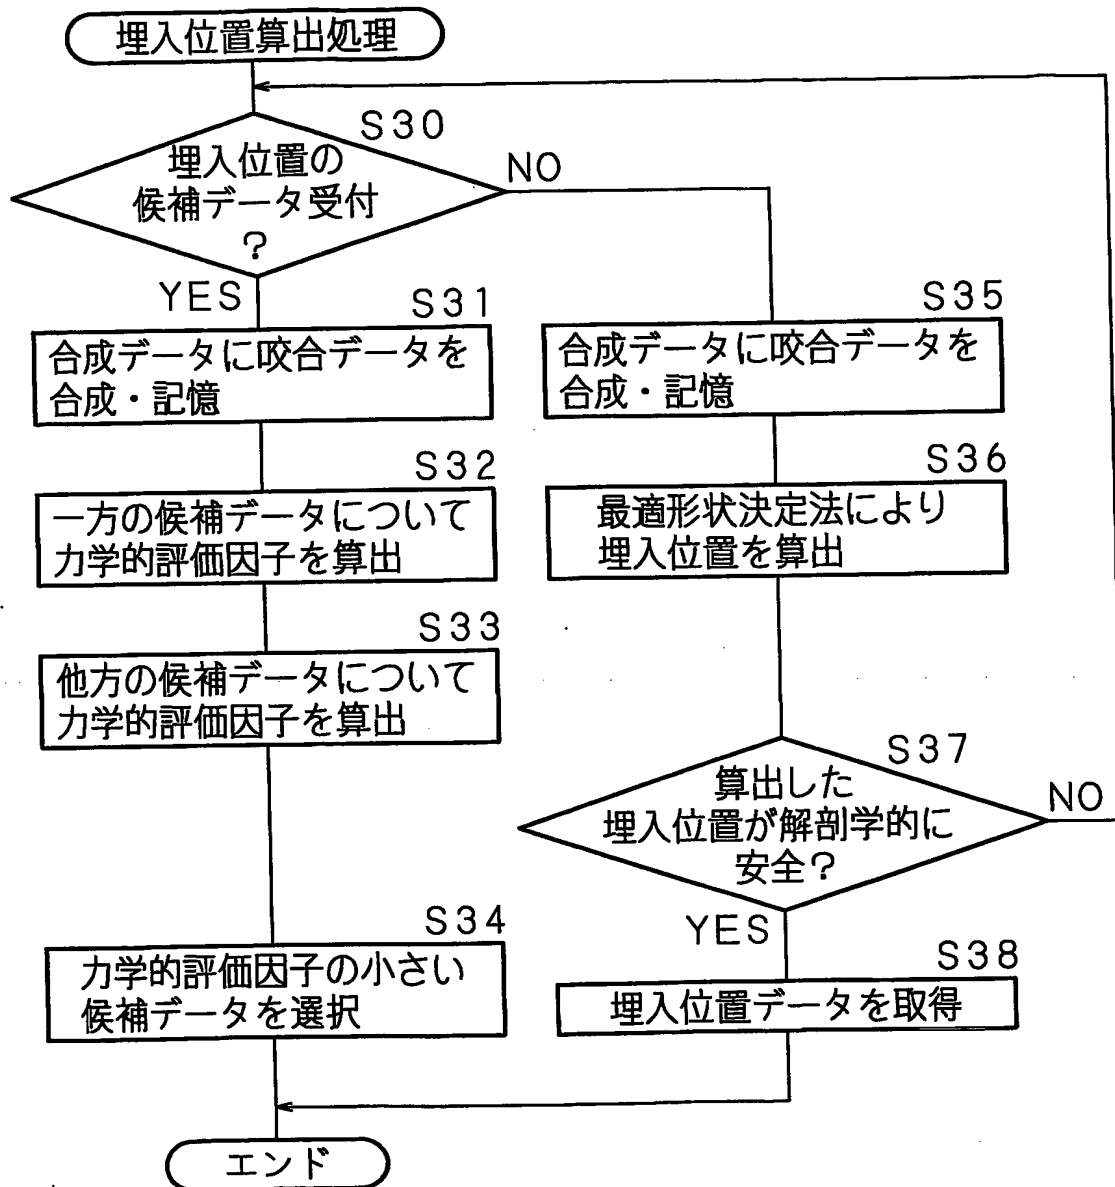 埋入位置算出処理
S30
埋入位置の
候補データ受付
?
NO
YES
S31
合成データに咬合データを
合成・記憶
S32
一方の候補データについて
力学的評価因子を算出
S33
他方の候補データについて
力学的評価因子を算出
S34
力学的評価因子の小さい
候補データを選択
S35
合成データに咬合データを
合成・記憶
S36
最適形状決定法により
埋入位置を算出
S37
算出した
埋入位置が解剖学的に
安全?
NO
YES
S38
埋入位置データを取得
エンド